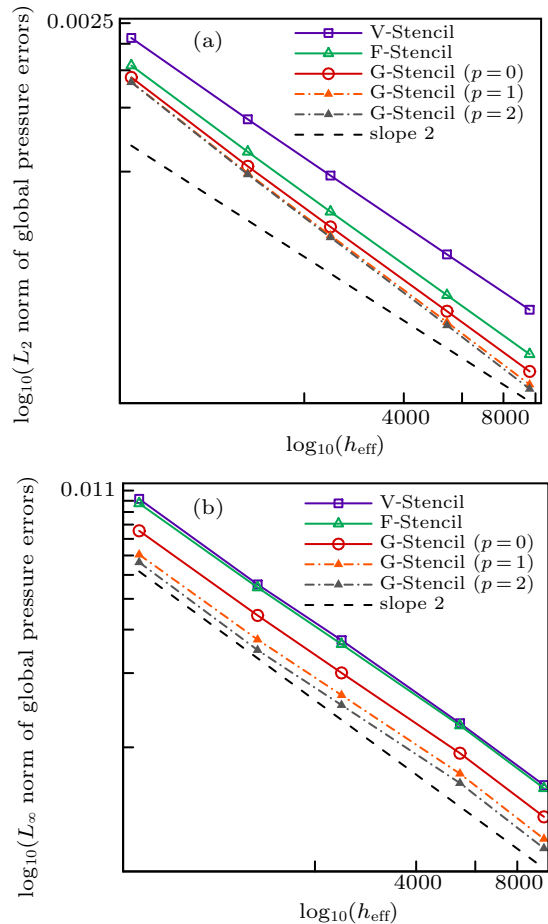 0.0025
(a)
V-Stencil
F-Stencil
G-Stencil (p = 0)
G-Stencil (p = 1)
G-Stencil (p = 2)
slope 2
log₁₀(L₂ norm of global pressure errors)
4000
8000
log₁₀(h_eff)
0.011
(b)
V-Stencil
F-Stencil
G-Stencil (p = 0)
G-Stencil (p = 1)
G-Stencil (p = 2)
slope 2
log₁₀(L∞ norm of global pressure errors)
4000
8000
log₁₀(h_eff)